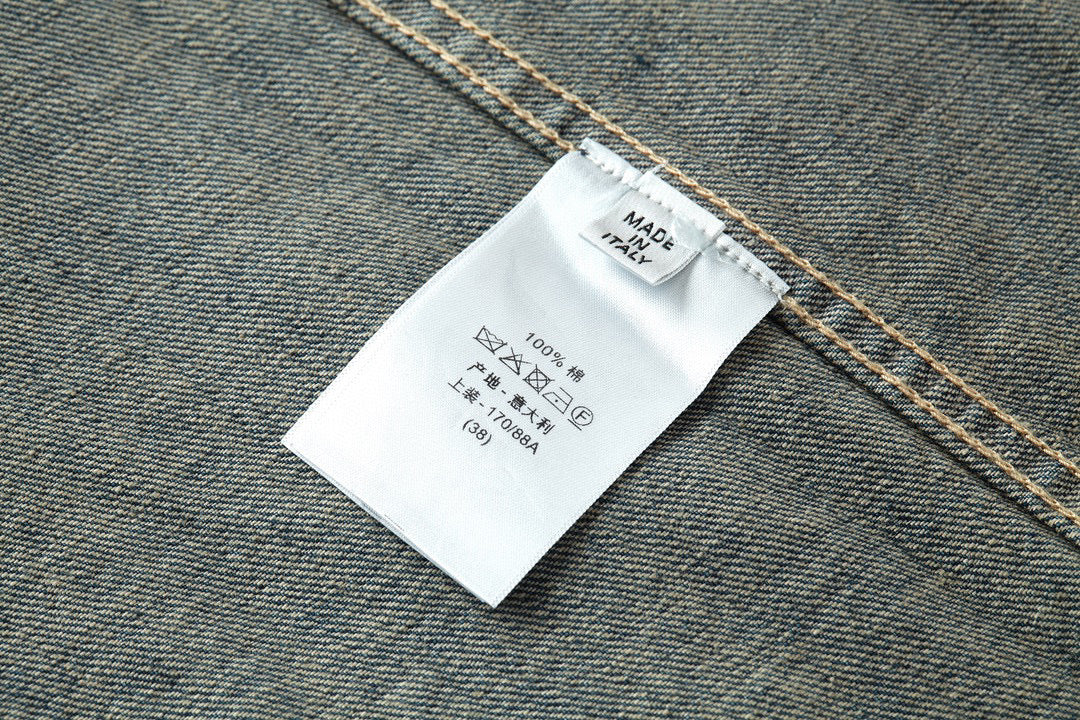 MADE
IN
ITALY
100% 棉
F
产地 - 意大利
上装 - 170/88A
(38)